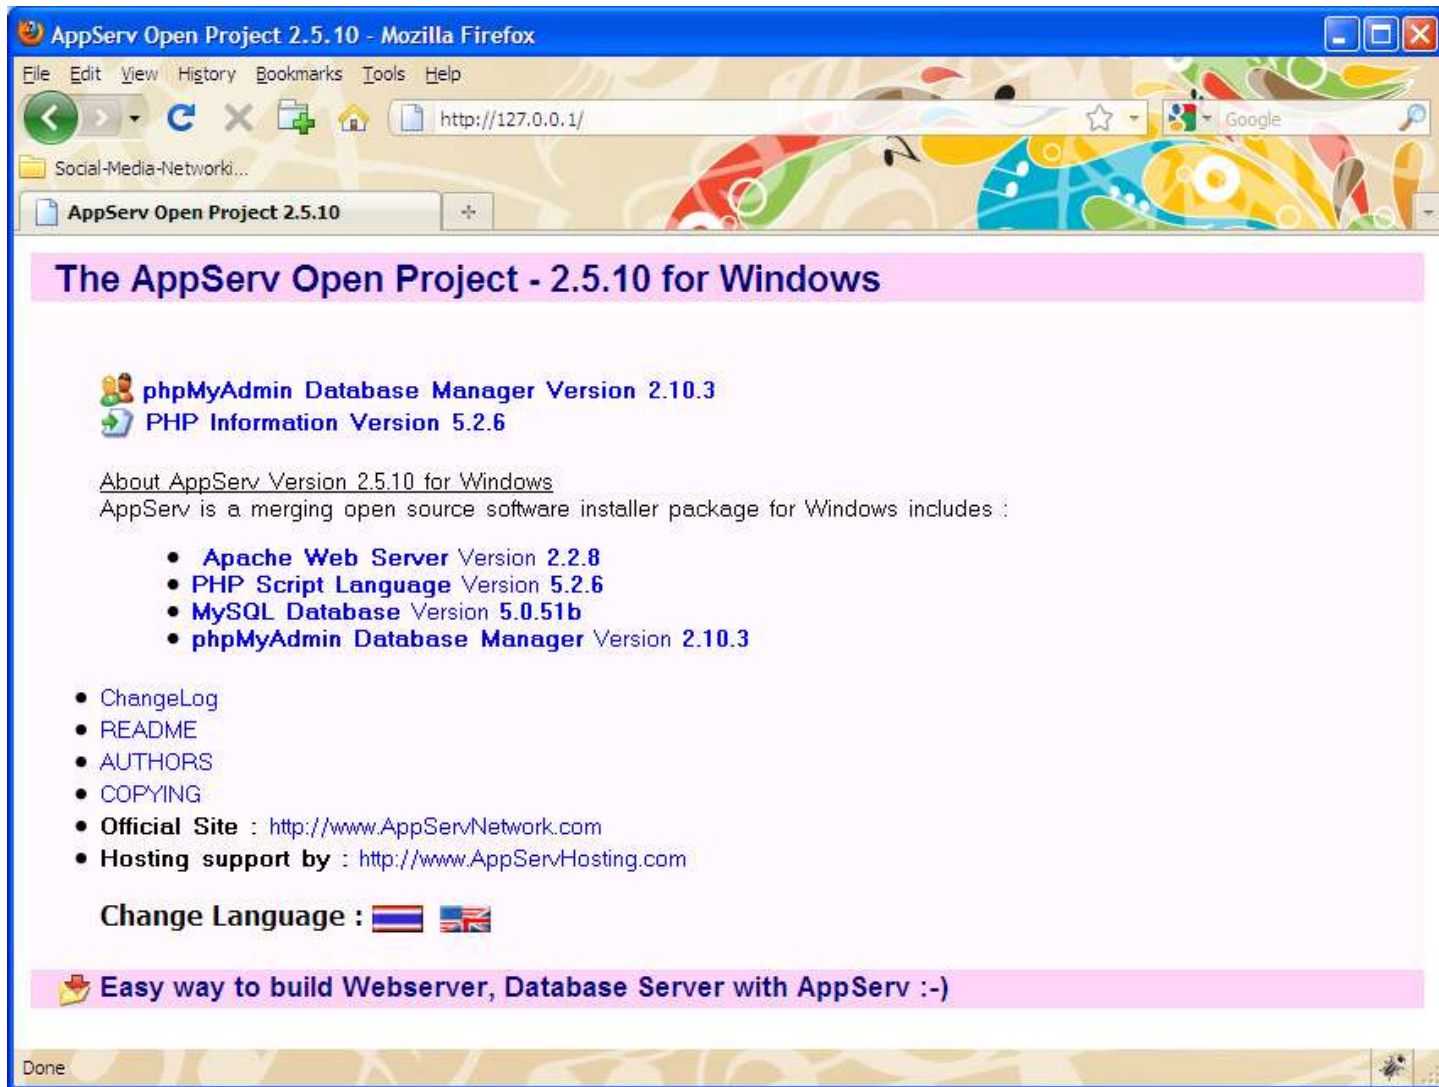 AppServ Open Project 2.5.10 - Mozilla Firefox
File Edit View History Bookmarks Tools Help
http://127.0.0.1/ Google
Social-Media-Networki...
AppServ Open Project 2.5.10
The AppServ Open Project - 2.5.10 for Windows
phpMyAdmin Database Manager Version 2.10.3
PHP Information Version 5.2.6
About AppServ Version 2.5.10 for Windows
AppServ is a merging open source software installer package for Windows includes :
• Apache Web Server Version 2.2.8
• PHP Script Language Version 5.2.6
• MySQL Database Version 5.0.51b
• phpMyAdmin Database Manager Version 2.10.3
• ChangeLog
• README
• AUTHORS
• COPYING
• Official Site : http://www.AppServNetwork.com
• Hosting support by : http://www.AppServHosting.com
Change Language :
Easy way to build Webserver, Database Server with AppServ :-)
Done